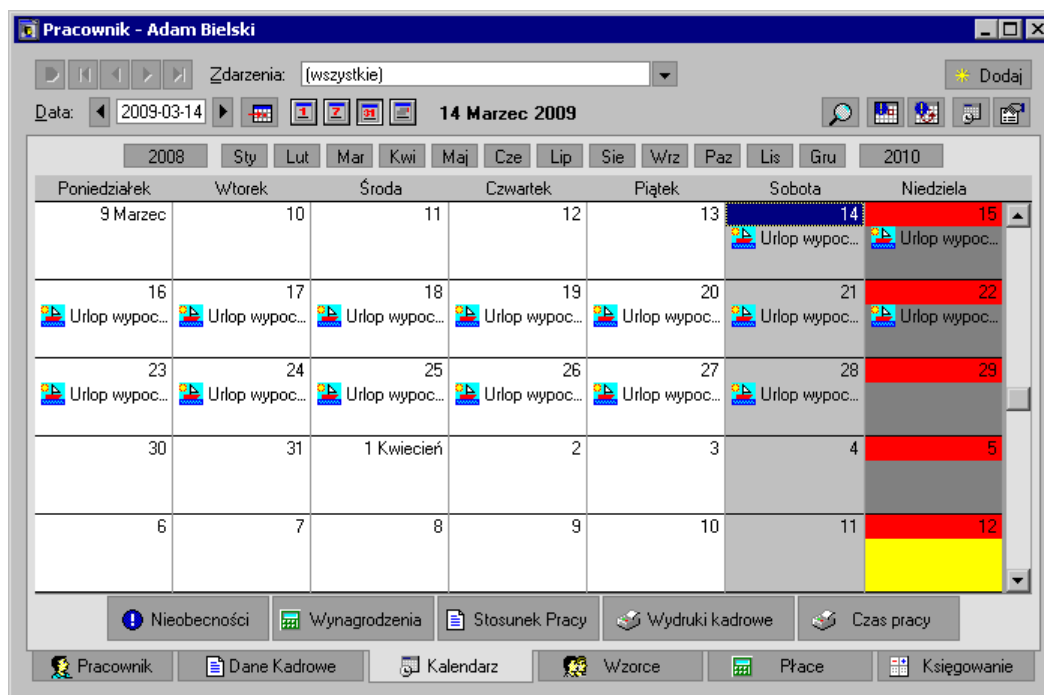 Pracownik - Adam Bielski
Zdarzenia: (wszystkie) Dodaj
Data: 2009-03-14 1 7 31 14 Marzec 2009
2008 Sty Lut Mar Kwi Maj Cze Lip Sie Wrz Paz Lis Gru 2010
Poniedziałek Wtorek Środa Czwartek Piątek Sobota Niedziela
9 Marzec 10 11 12 13 14 15
Urlop wypoc... Urlop wypoc...
16 17 18 19 20 21 22
Urlop wypoc... Urlop wypoc... Urlop wypoc... Urlop wypoc... Urlop wypoc... Urlop wypoc... Urlop wypoc...
23 24 25 26 27 28 29
Urlop wypoc... Urlop wypoc... Urlop wypoc... Urlop wypoc... Urlop wypoc... Urlop wypoc...
30 31 1 Kwiecień 2 3 4 5
6 7 8 9 10 11 12
Nieobecności Wynagrodzenia Stosunek Pracy Wydruki kadrowe Czas pracy
Pracownik Dane Kadrowe Kalendarz Wzorce Płace Księgowanie